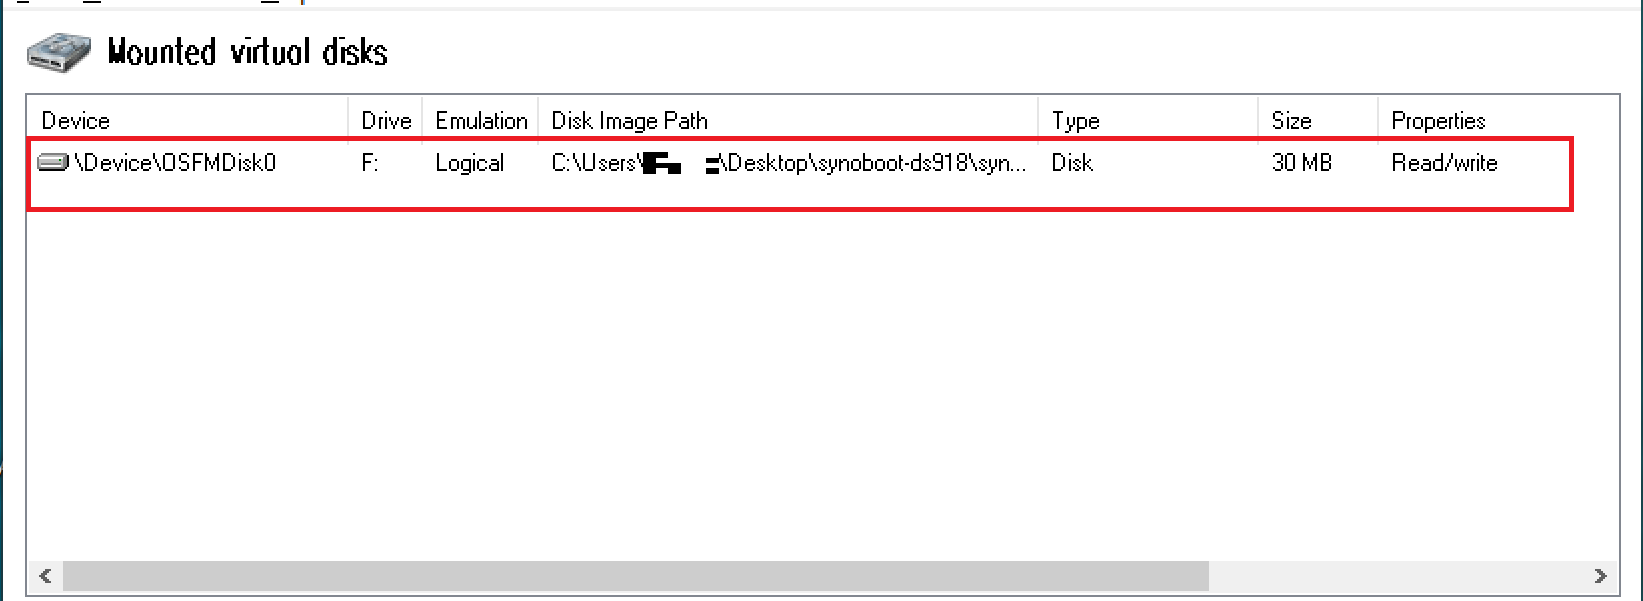 Mounted virtual disks
Device Drive Emulation Disk Image Path Type Size Properties
\Device\OSFMDisk0 F: Logical C:\Users\ \Desktop\synoboot-ds918\syn... Disk 30 MB Read/write